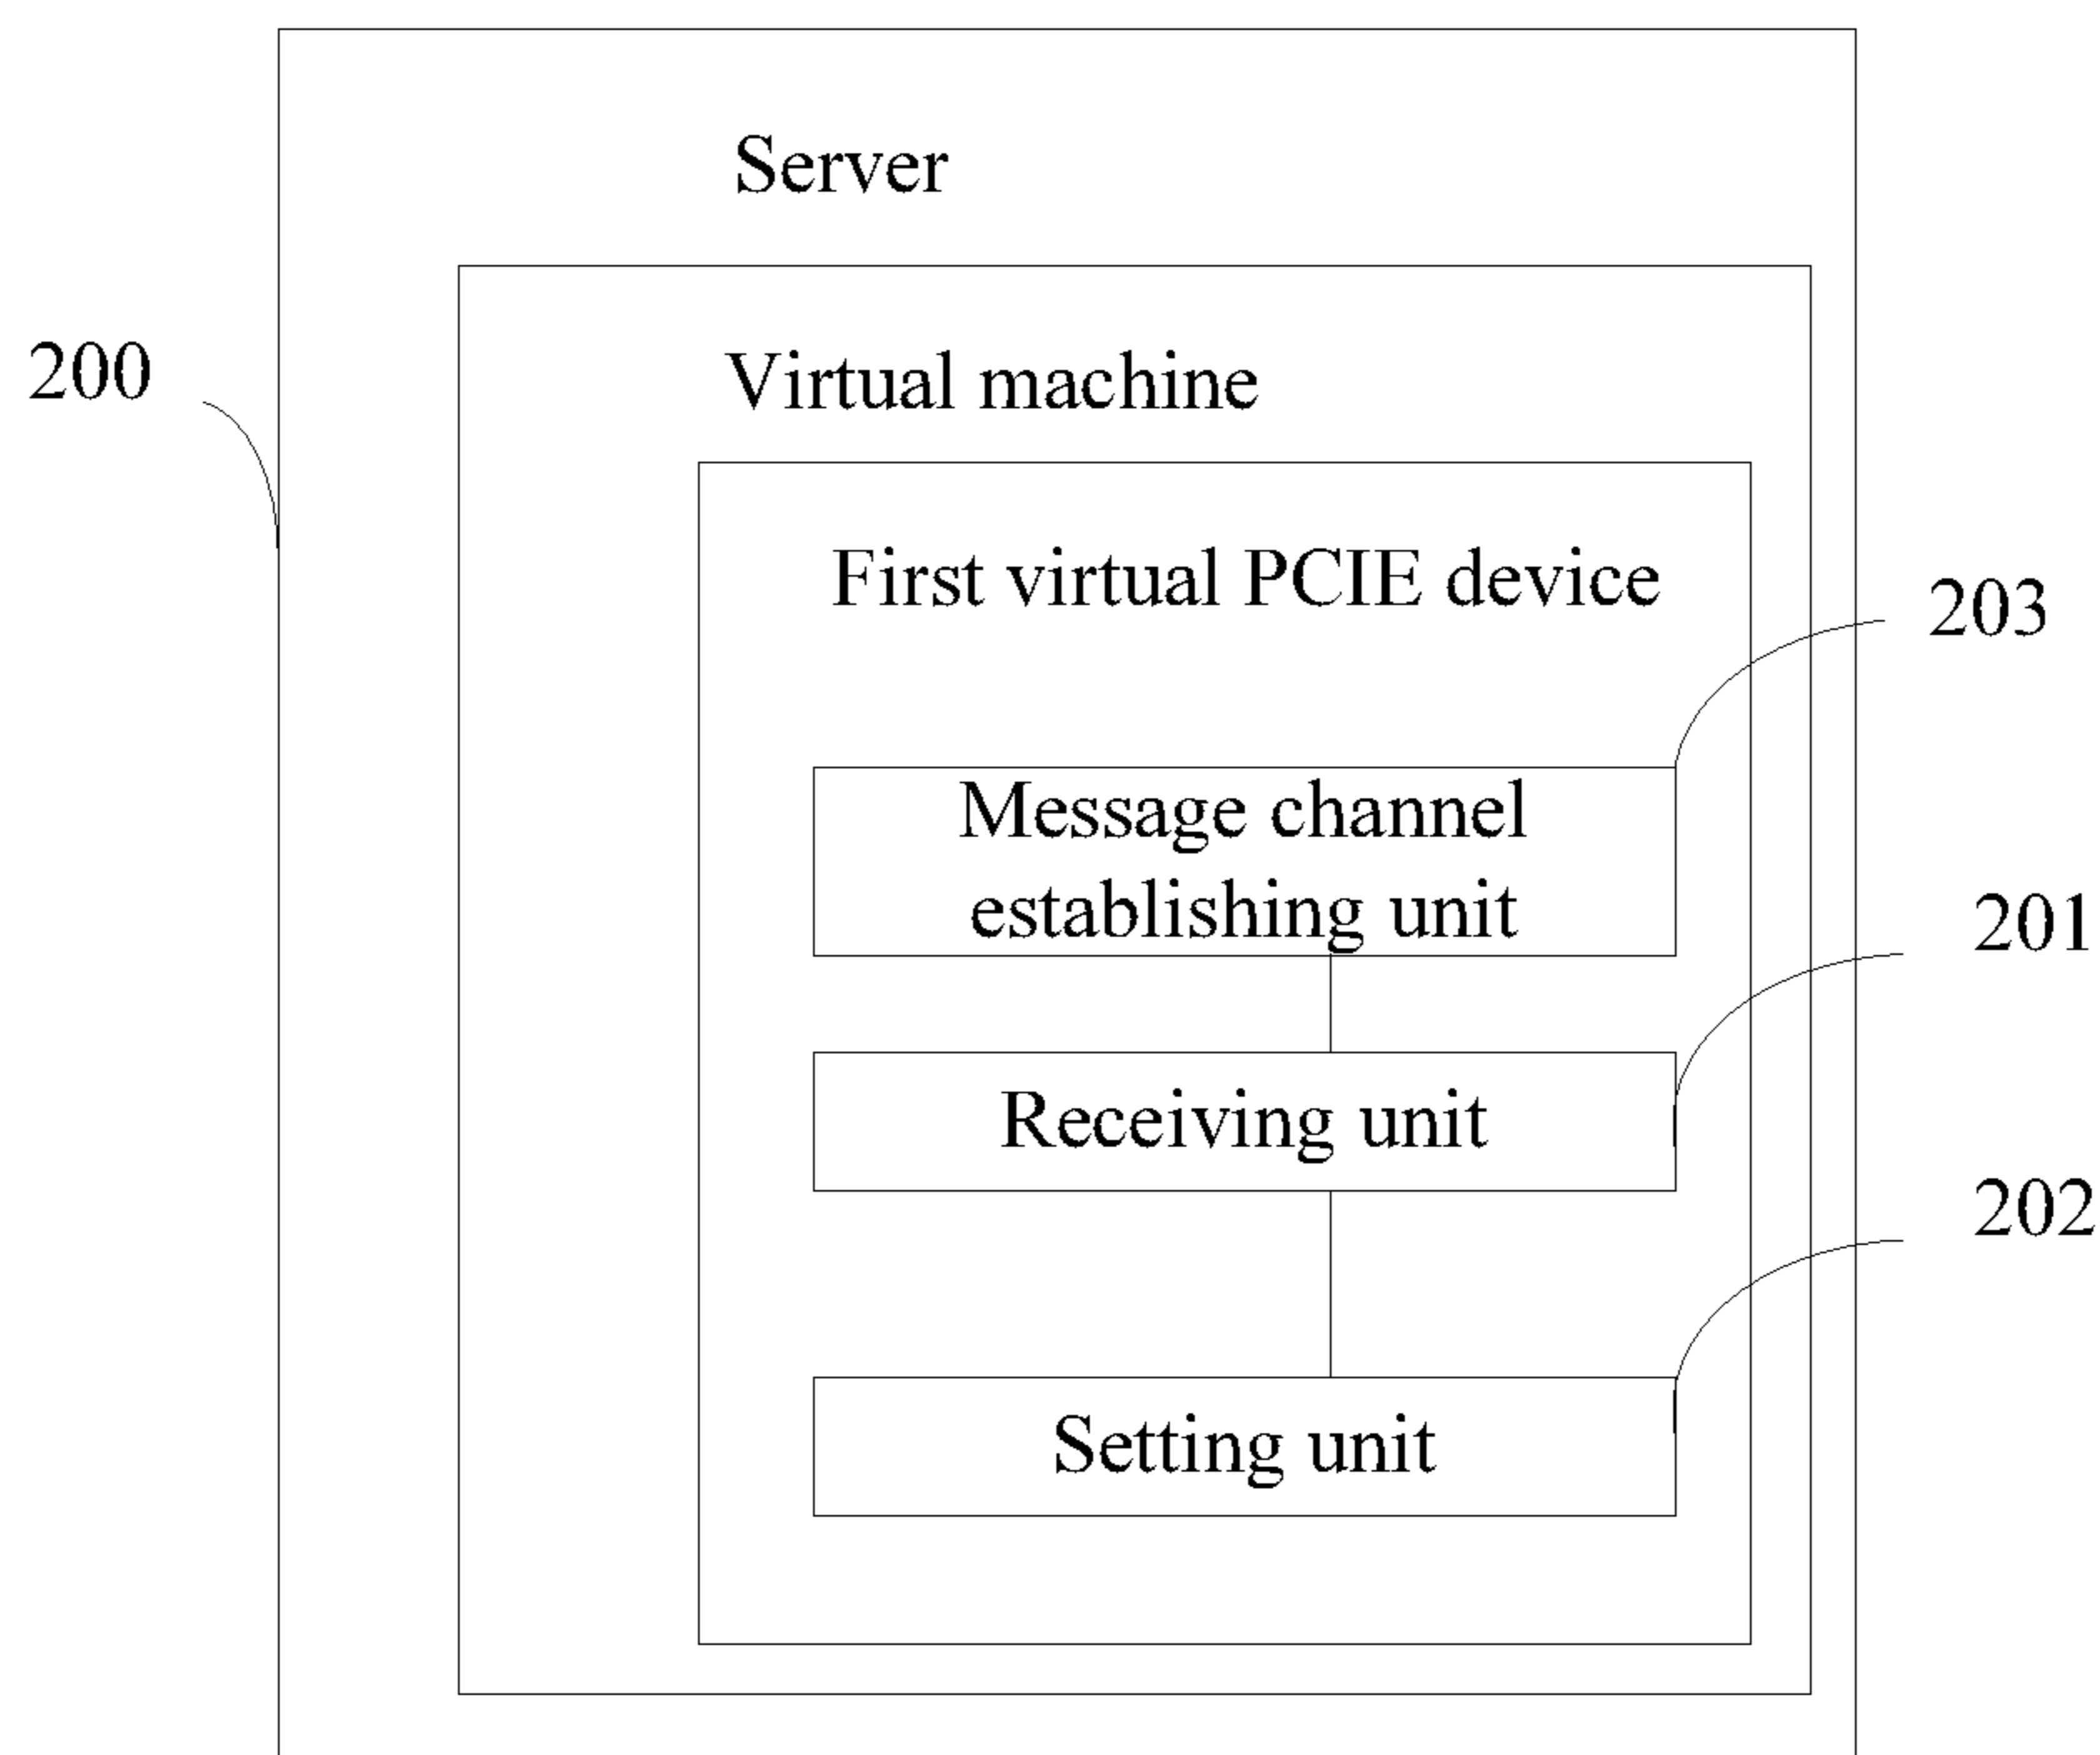 Server
200
Virtual machine
First virtual PCIE device
203
Message channel
establishing unit
201
Receiving unit
202
Setting unit